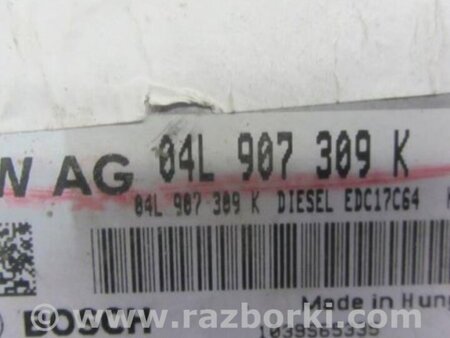 W AG 04L 907 309 K
04L 907 309 K DIESEL EDC17C64
Made in Hung
BOSCH
© www.razborki.com